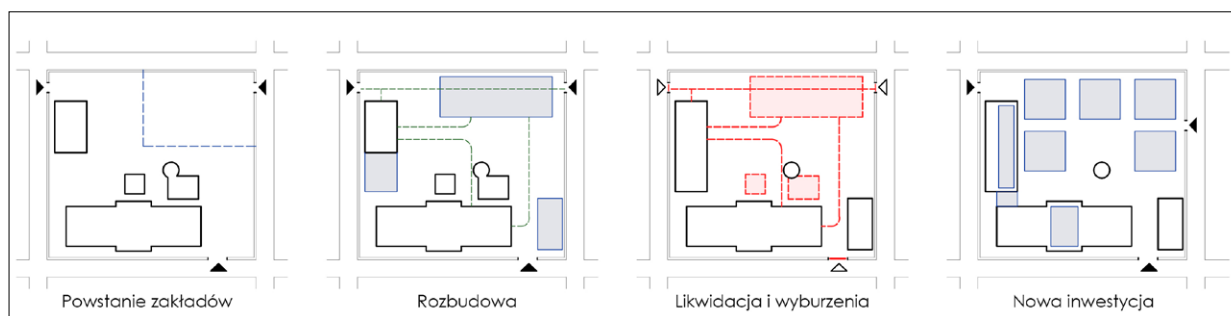 Powstanie zakładów
Rozbudowa
Likwidacja i wyburzenia
Nowa inwestycja